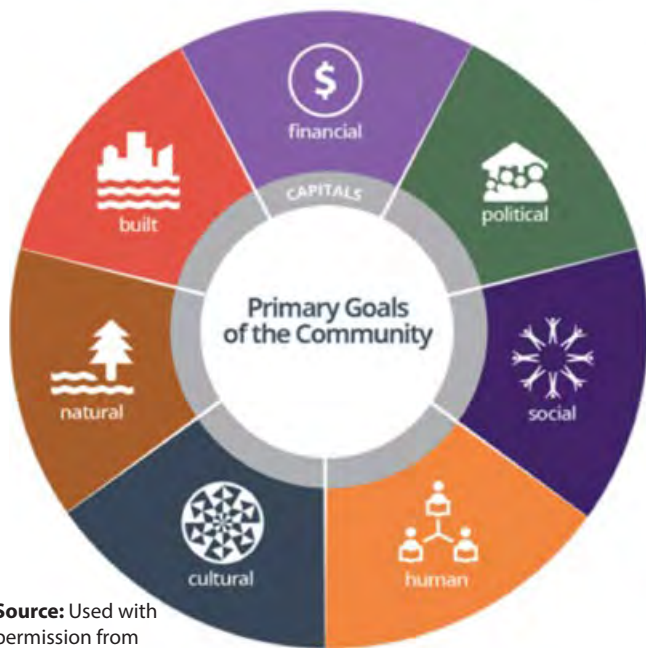 $
financial
CAPITALS
built
political
Primary Goals
of the Community
natural
social
cultural
human
Source: Used with
permission from